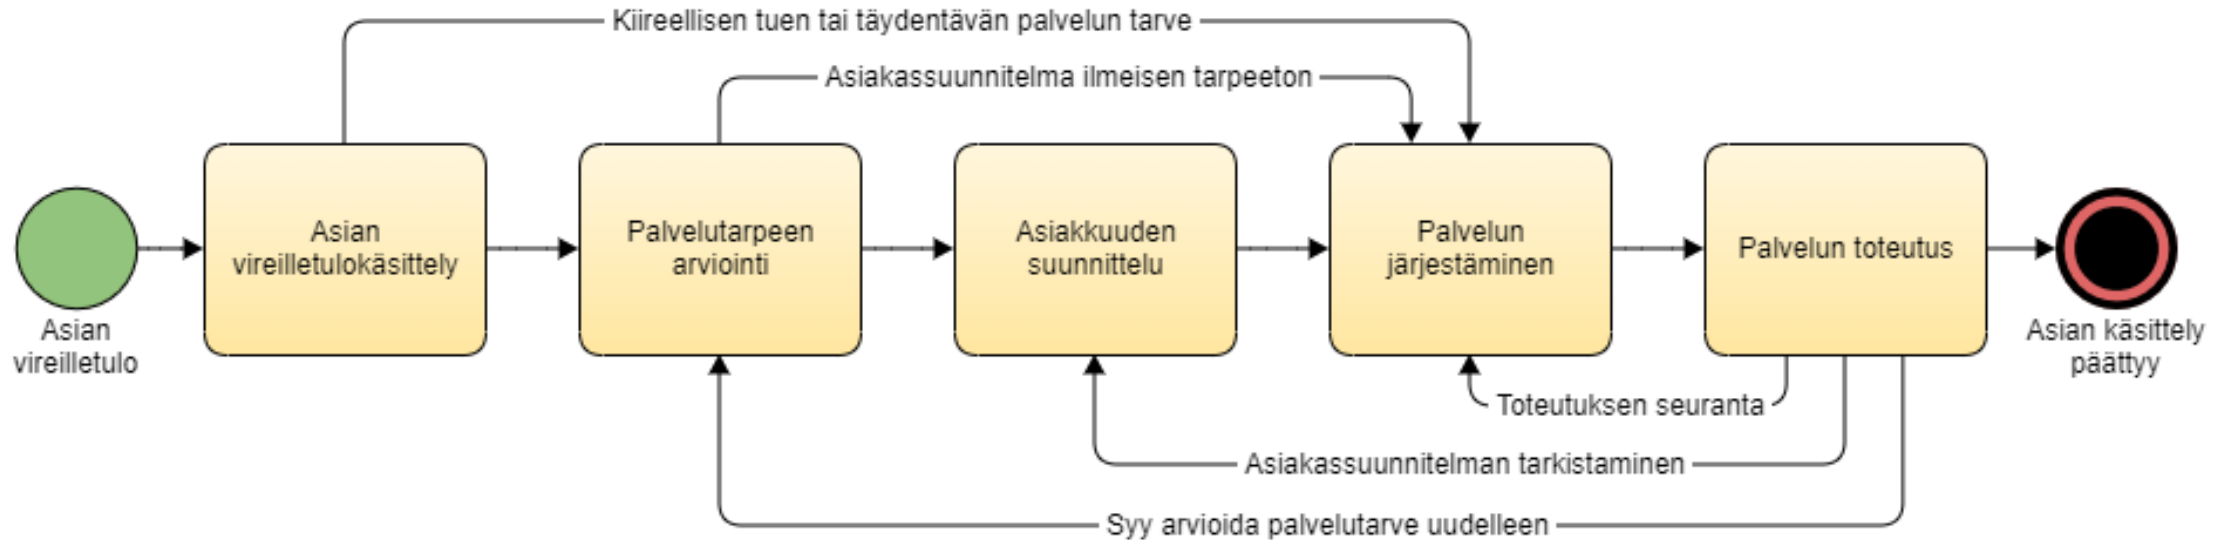 Kiireellisen tuen tai täydentävän palvelun tarve
Asiakassuunnitelma ilmeisen tarpeeton
Asian
vireilletulo
Asian
vireilletulokäsittely
Palvelutarpeen
arviointi
Asiakkuuden
suunnittelu
Palvelun
järjestäminen
Palvelun toteutus
Asian käsittely
päättyy
Toteutuksen seuranta
Asiakassuunnitelman tarkistaminen
Syy arvioida palvelutarve uudelleen